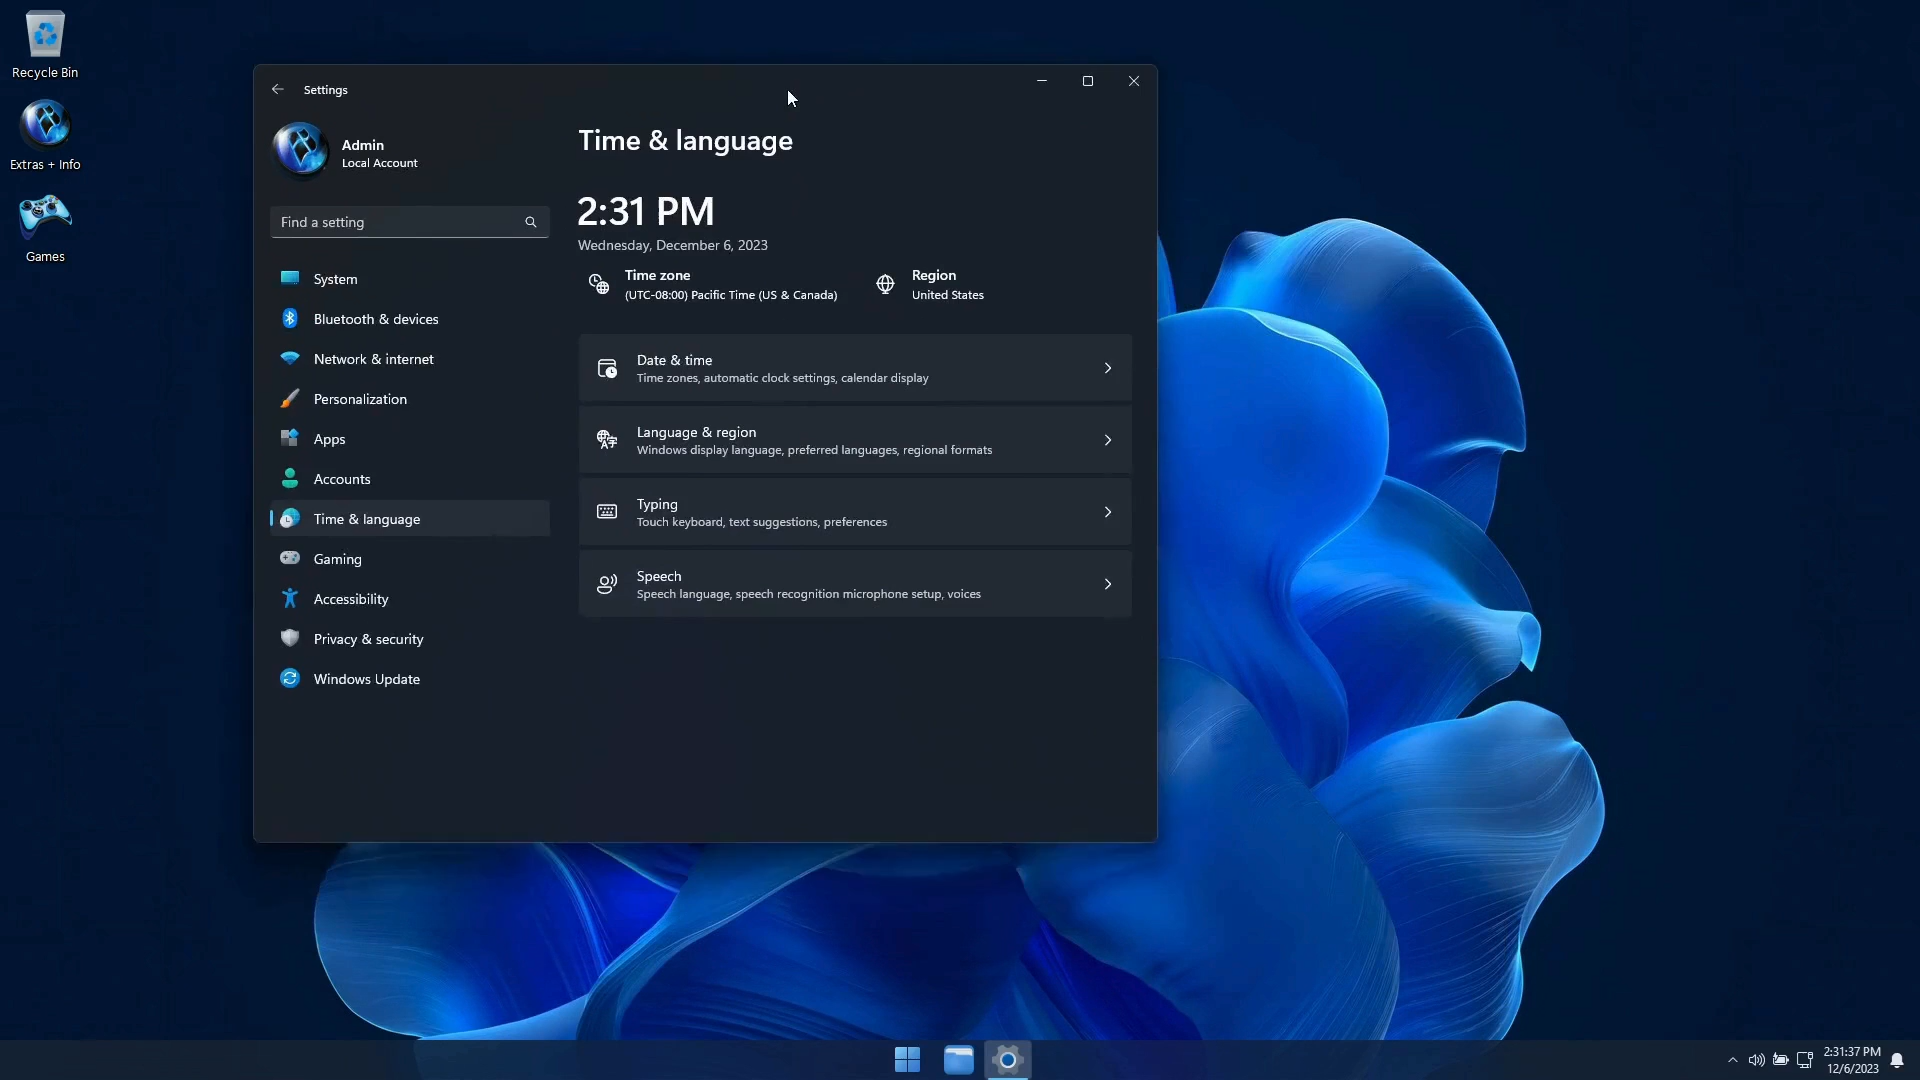 Recycle Bin
Extras + Info
Games
Settings
Admin
Local Account
Find a setting
System
Bluetooth & devices
Network & internet
Personalization
Apps
Accounts
Time & language
Gaming
Accessibility
Privacy & security
Windows Update
Time & language
2:31 PM
Wednesday, December 6, 2023
Time zone
(UTC-08:00) Pacific Time (US & Canada)
Region
United States
Date & time
Time zones, automatic clock settings, calendar display
Language & region
Windows display language, preferred languages, regional formats
Typing
Touch keyboard, text suggestions, preferences
Speech
Speech language, speech recognition microphone setup, voices
2:31:37 PM
12/6/2023